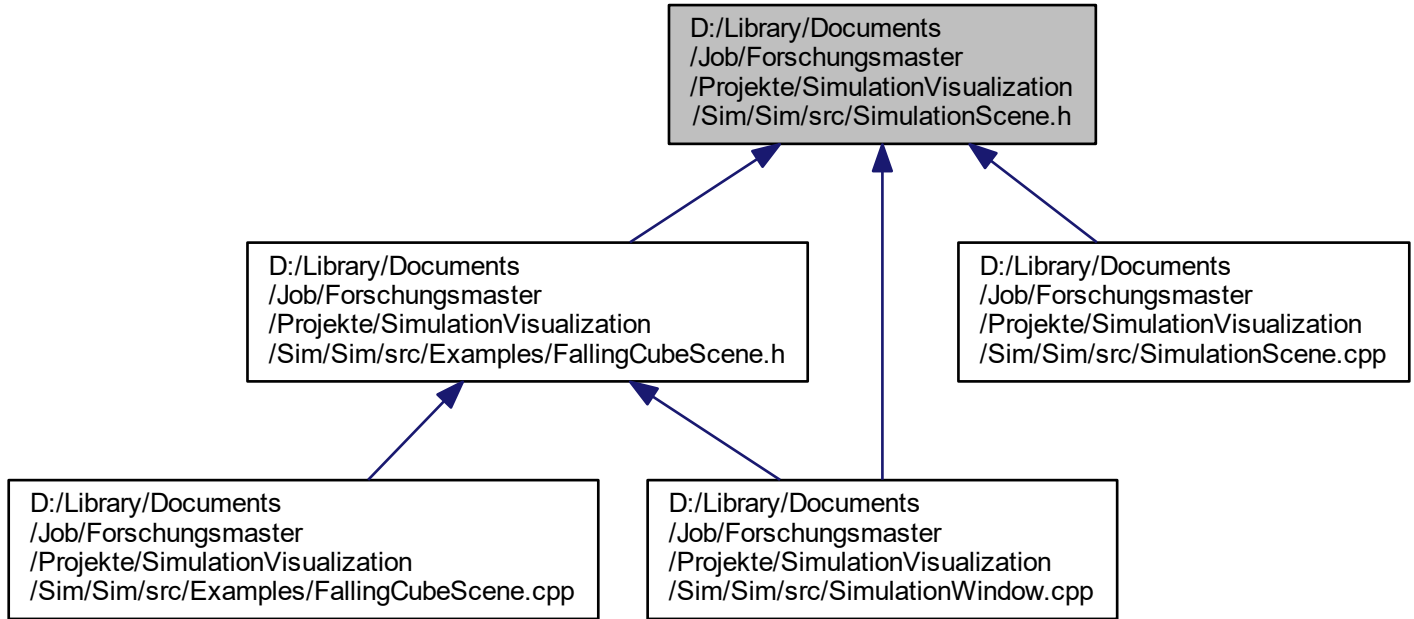 D:/Library/Documents
/Job/Forschungsmaster
/Projekte/SimulationVisualization
/Sim/Sim/src/SimulationScene.h
D:/Library/Documents
/Job/Forschungsmaster
/Projekte/SimulationVisualization
/Sim/Sim/src/Examples/FallingCubeScene.h
D:/Library/Documents
/Job/Forschungsmaster
/Projekte/SimulationVisualization
/Sim/Sim/src/SimulationScene.cpp
D:/Library/Documents
/Job/Forschungsmaster
/Projekte/SimulationVisualization
/Sim/Sim/src/Examples/FallingCubeScene.cpp
D:/Library/Documents
/Job/Forschungsmaster
/Projekte/SimulationVisualization
/Sim/Sim/src/SimulationWindow.cpp